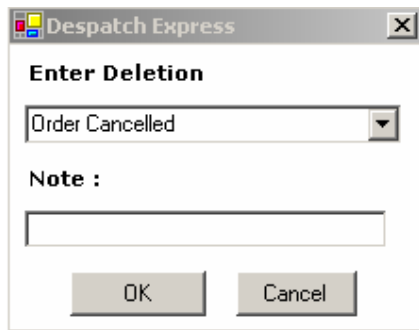 Despatch Express
Enter Deletion
Order Cancelled
Note :
OK Cancel